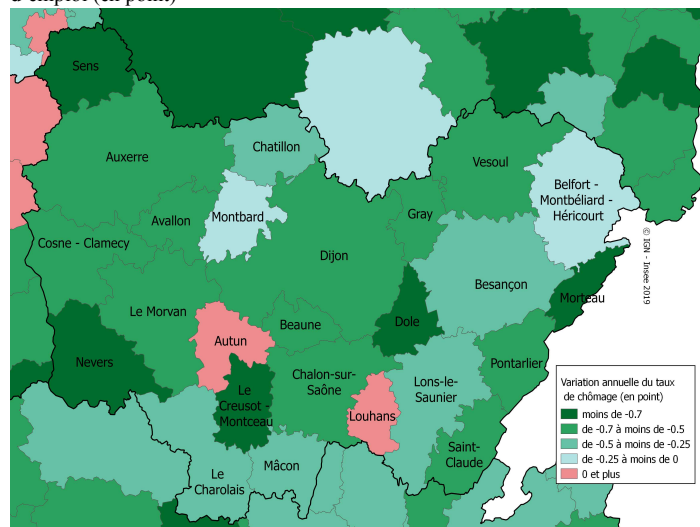 d'emploi (en point)
Sens
Chatillon
Auxerre
Vesoul
Belfort -
Montbéliard -
Héricourt
Montbard
Avallon
Gray
Cosne - Clamecy
Dijon
© IGN - Insee 2019
Besançon
Morteau
Le Morvan
Beaune
Dole
Autun
Nevers
Pontarlier
Chalon-sur-
Saône
Lons-le-
Saunier
Le
Creusot -
Montceau
Louhans
Saint-
Claude
Mâcon
Le
Charolais
Variation annuelle du taux
de chômage (en point)
moins de -0.7
de -0.7 à moins de -0.5
de -0.5 à moins de -0.25
de -0.25 à moins de 0
0 et plus